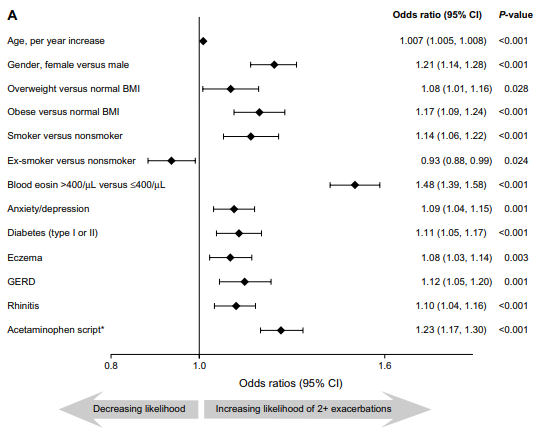 A
Odds ratio (95% CI) P-value
Age, per year increase 1.007 (1.005, 1.008) <0.001
Gender, female versus male 1.21 (1.14, 1.28) <0.001
Overweight versus normal BMI 1.08 (1.01, 1.16) 0.028
Obese versus normal BMI 1.17 (1.09, 1.24) <0.001
Smoker versus nonsmoker 1.14 (1.06, 1.22) <0.001
Ex-smoker versus nonsmoker 0.93 (0.88, 0.99) 0.024
Blood eosin >400/μL versus ≤400/μL 1.48 (1.39, 1.58) <0.001
Anxiety/depression 1.09 (1.04, 1.15) 0.001
Diabetes (type I or II) 1.11 (1.05, 1.17) <0.001
Eczema 1.08 (1.03, 1.14) 0.003
GERD 1.12 (1.05, 1.20) 0.001
Rhinitis 1.10 (1.04, 1.16) <0.001
Acetaminophen script* 1.23 (1.17, 1.30) <0.001
0.8 1.0 1.6
Odds ratios (95% CI)
Decreasing likelihood Increasing likelihood of 2+ exacerbations